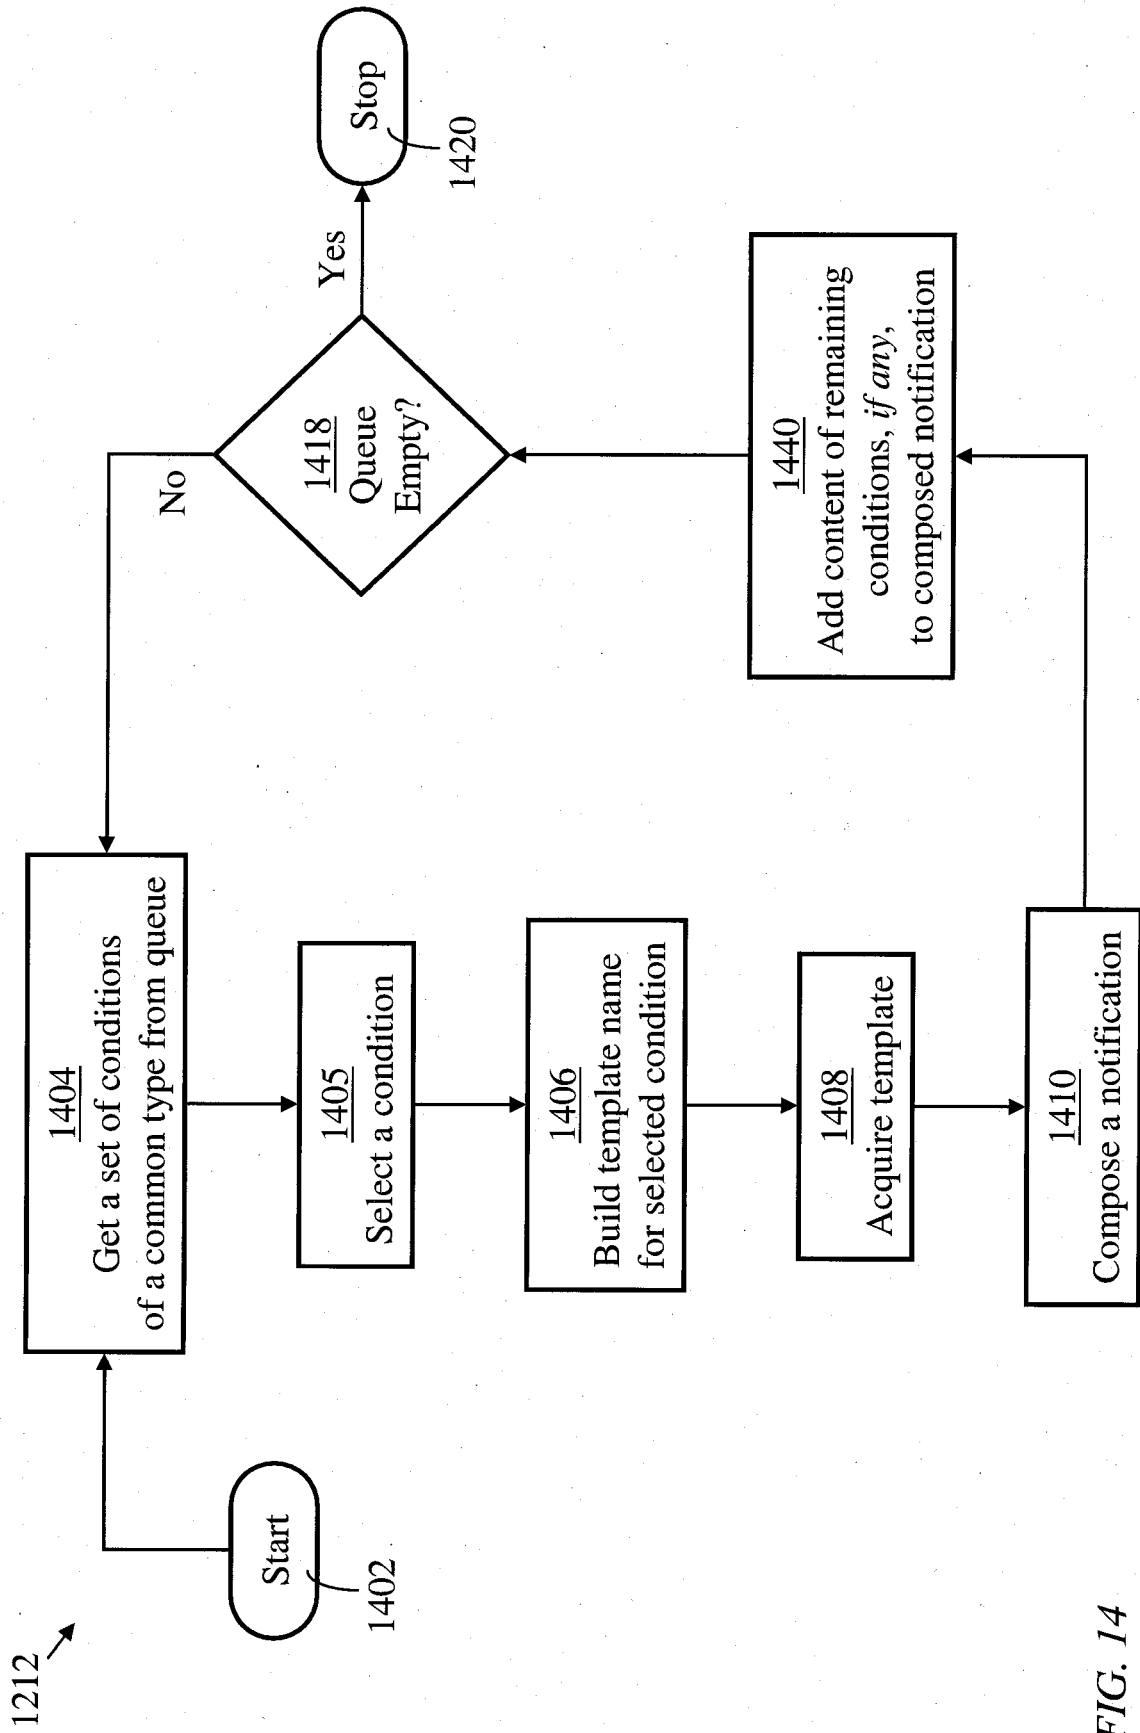 1212
Start
1402
1404
Get a set of conditions
of a common type from queue
1405
Select a condition
1406
Build template name
for selected condition
1408
Acquire template
1410
Compose a notification
1440
Add content of remaining
conditions, if any,
to composed notification
1418
Queue
Empty?
No
Yes
Stop
1420
FIG. 14